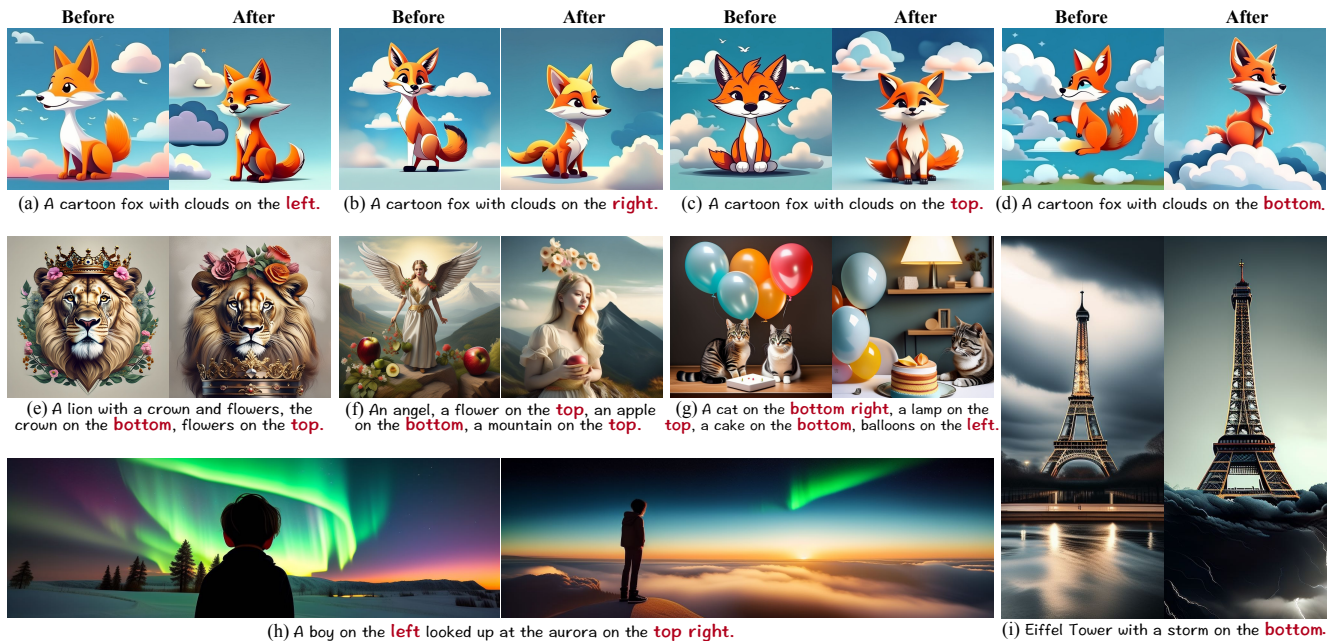 Before After Before After Before After Before After
(a) A cartoon fox with clouds on the left.
(b) A cartoon fox with clouds on the right.
(c) A cartoon fox with clouds on the top.
(d) A cartoon fox with clouds on the bottom.
(e) A lion with a crown and flowers, the
crown on the bottom, flowers on the top.
(f) An angel, a flower on the top, an apple
on the bottom, a mountain on the top.
(g) A cat on the bottom right, a lamp on the
top, a cake on the bottom, balloons on the left.
(h) A boy on the left looked up at the aurora on the top right.
(i) Eiffel Tower with a storm on the bottom.